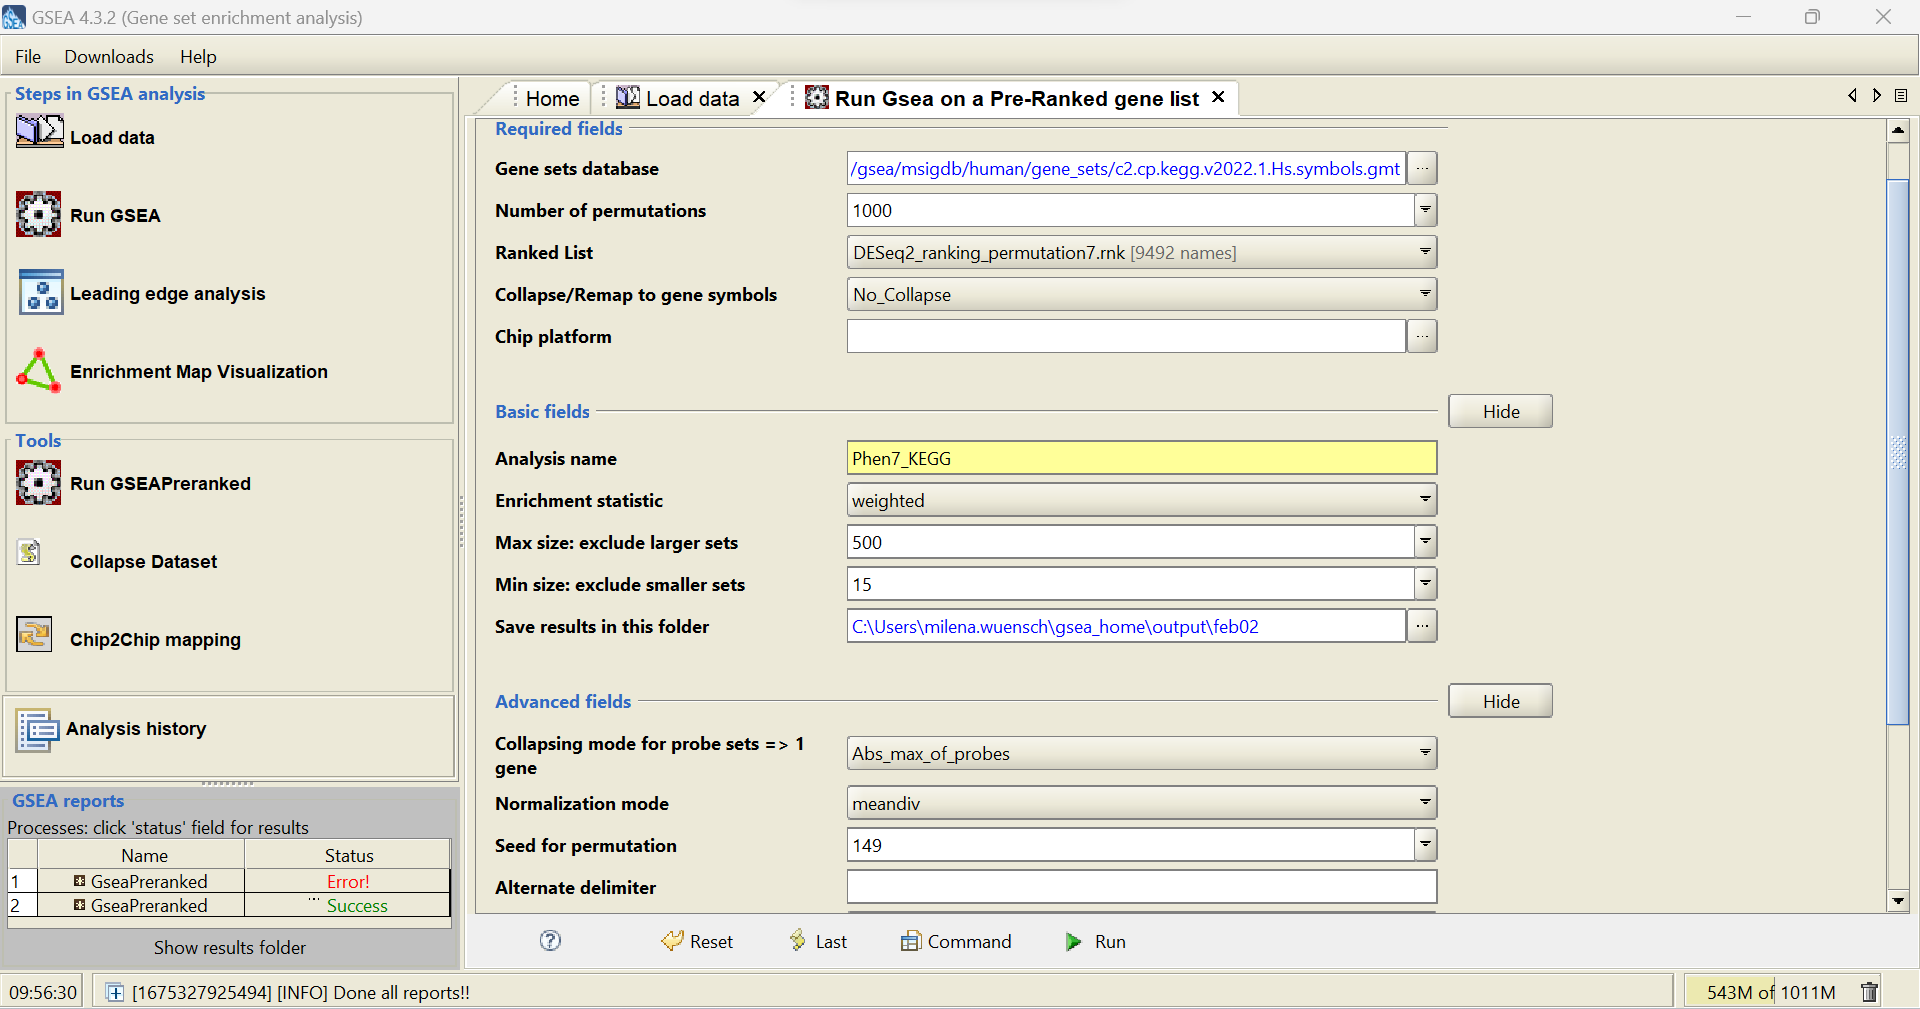 GSEA 4.3.2 (Gene set enrichment analysis)
File Downloads Help
Steps in GSEA analysis
Load data
Run GSEA
Leading edge analysis
Enrichment Map Visualization
Tools
Run GSEAPreranked
Collapse Dataset
Chip2Chip mapping
Analysis history
GSEA reports
Processes: click 'status' field for results
Name Status
1 GseaPreranked Error!
2 GseaPreranked ... Success
Show results folder
Home Load data Run Gsea on a Pre-Ranked gene list
Required fields
Gene sets database /gsea/msigdb/human/gene_sets/c2.cp.kegg.v2022.1.Hs.symbols.gmt ...
Number of permutations 1000
Ranked List DESeq2_ranking_permutation7.rnk [9492 names]
Collapse/Remap to gene symbols No_Collapse
Chip platform ...
Basic fields Hide
Analysis name Phen7_KEGG
Enrichment statistic weighted
Max size: exclude larger sets 500
Min size: exclude smaller sets 15
Save results in this folder C:\Users\milena.wuensch\gsea_home\output\feb02 ...
Advanced fields Hide
Collapsing mode for probe sets => 1
gene Abs_max_of_probes
Normalization mode meandiv
Seed for permutation 149
Alternate delimiter
? Reset Last Command Run
09:56:30 [1675327925494] [INFO] Done all reports!! 543M of 1011M